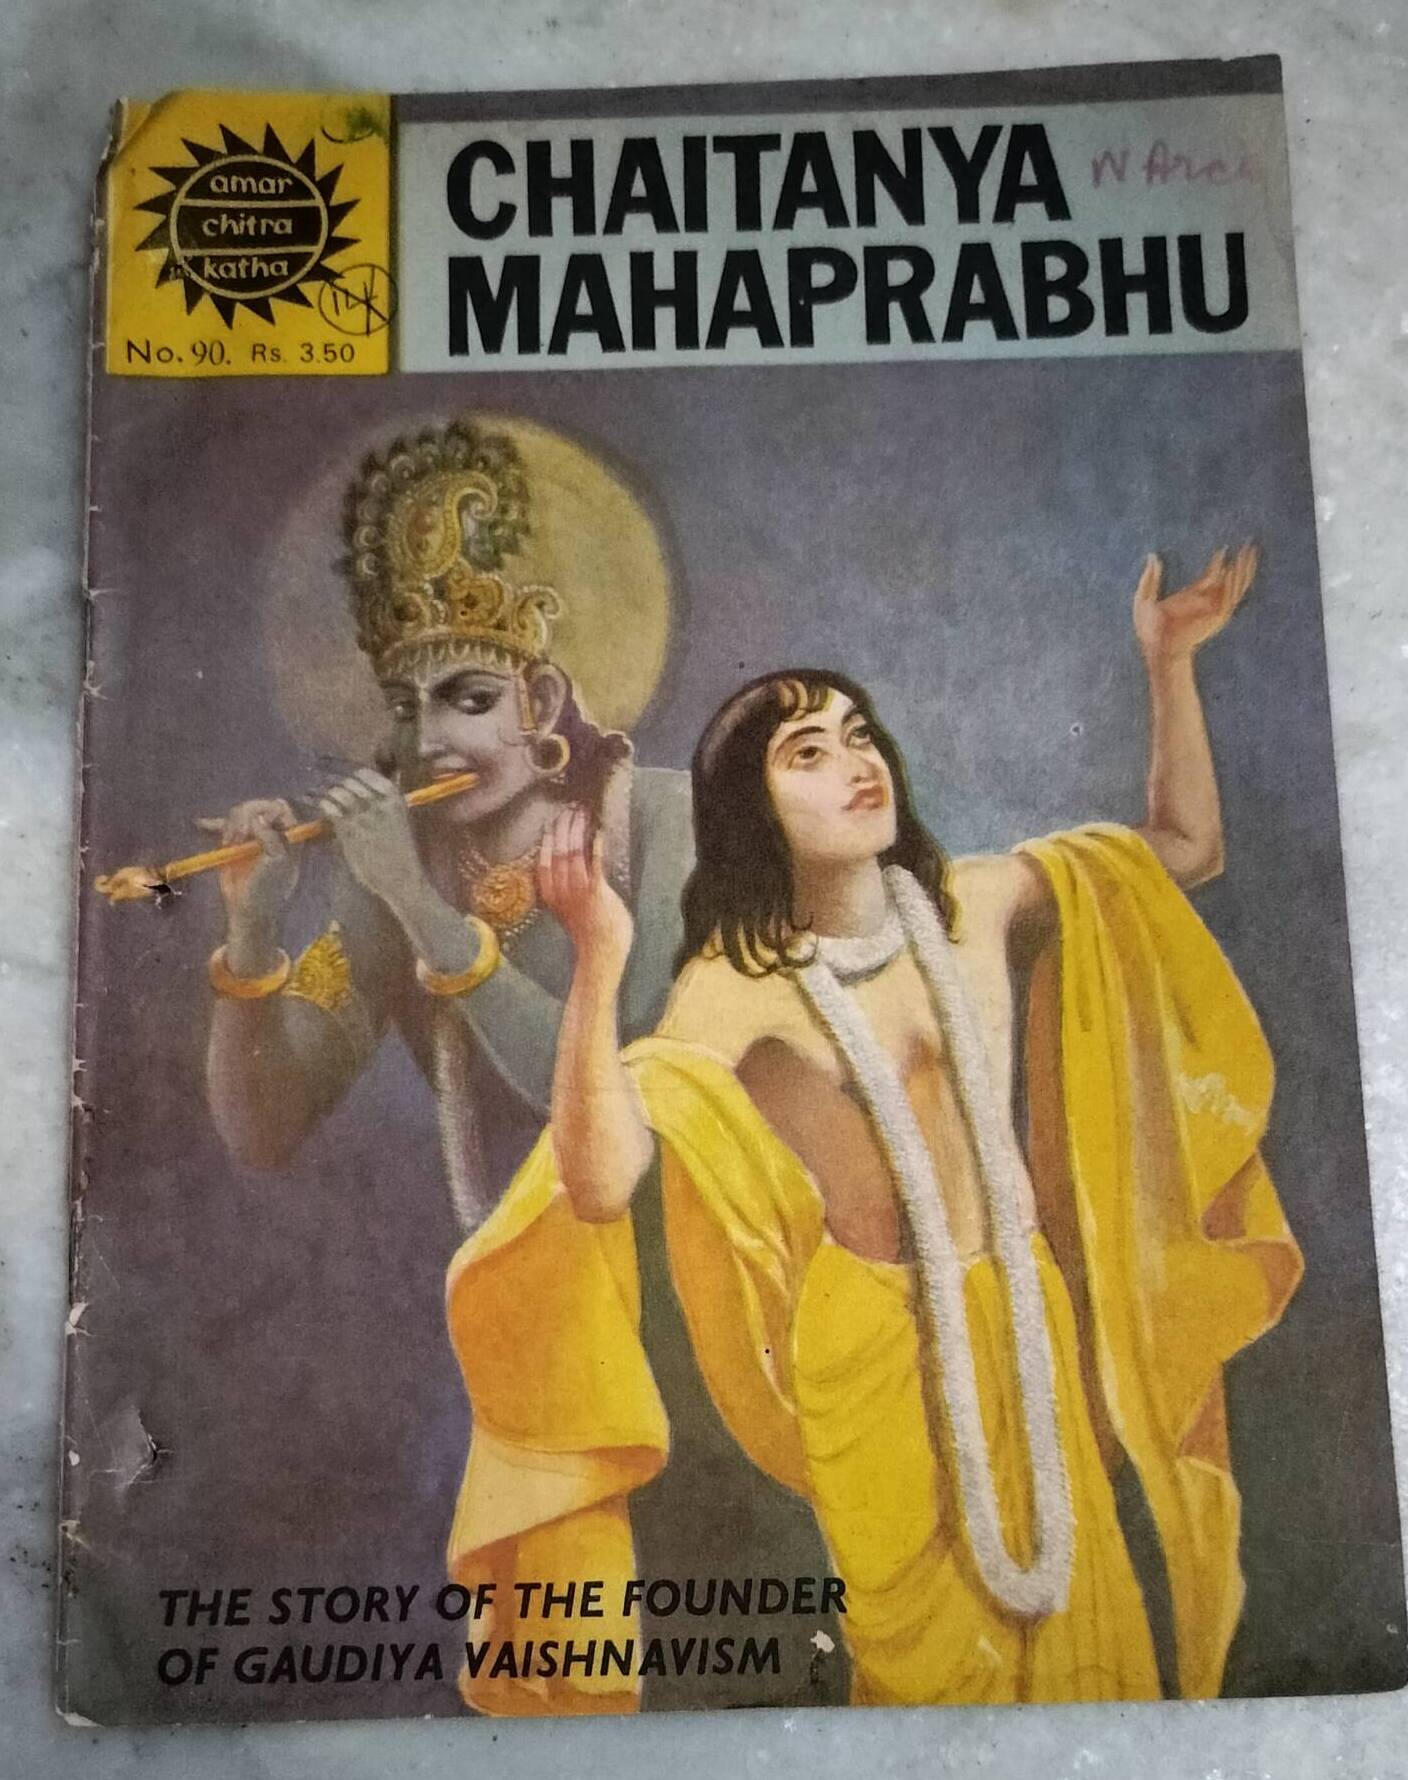 amar
chitra
katha
No. 90. Rs. 3.50
CHAITANYA
MAHAPRABHU
THE STORY OF THE FOUNDER
OF GAUDIYA VAISHNAVISM